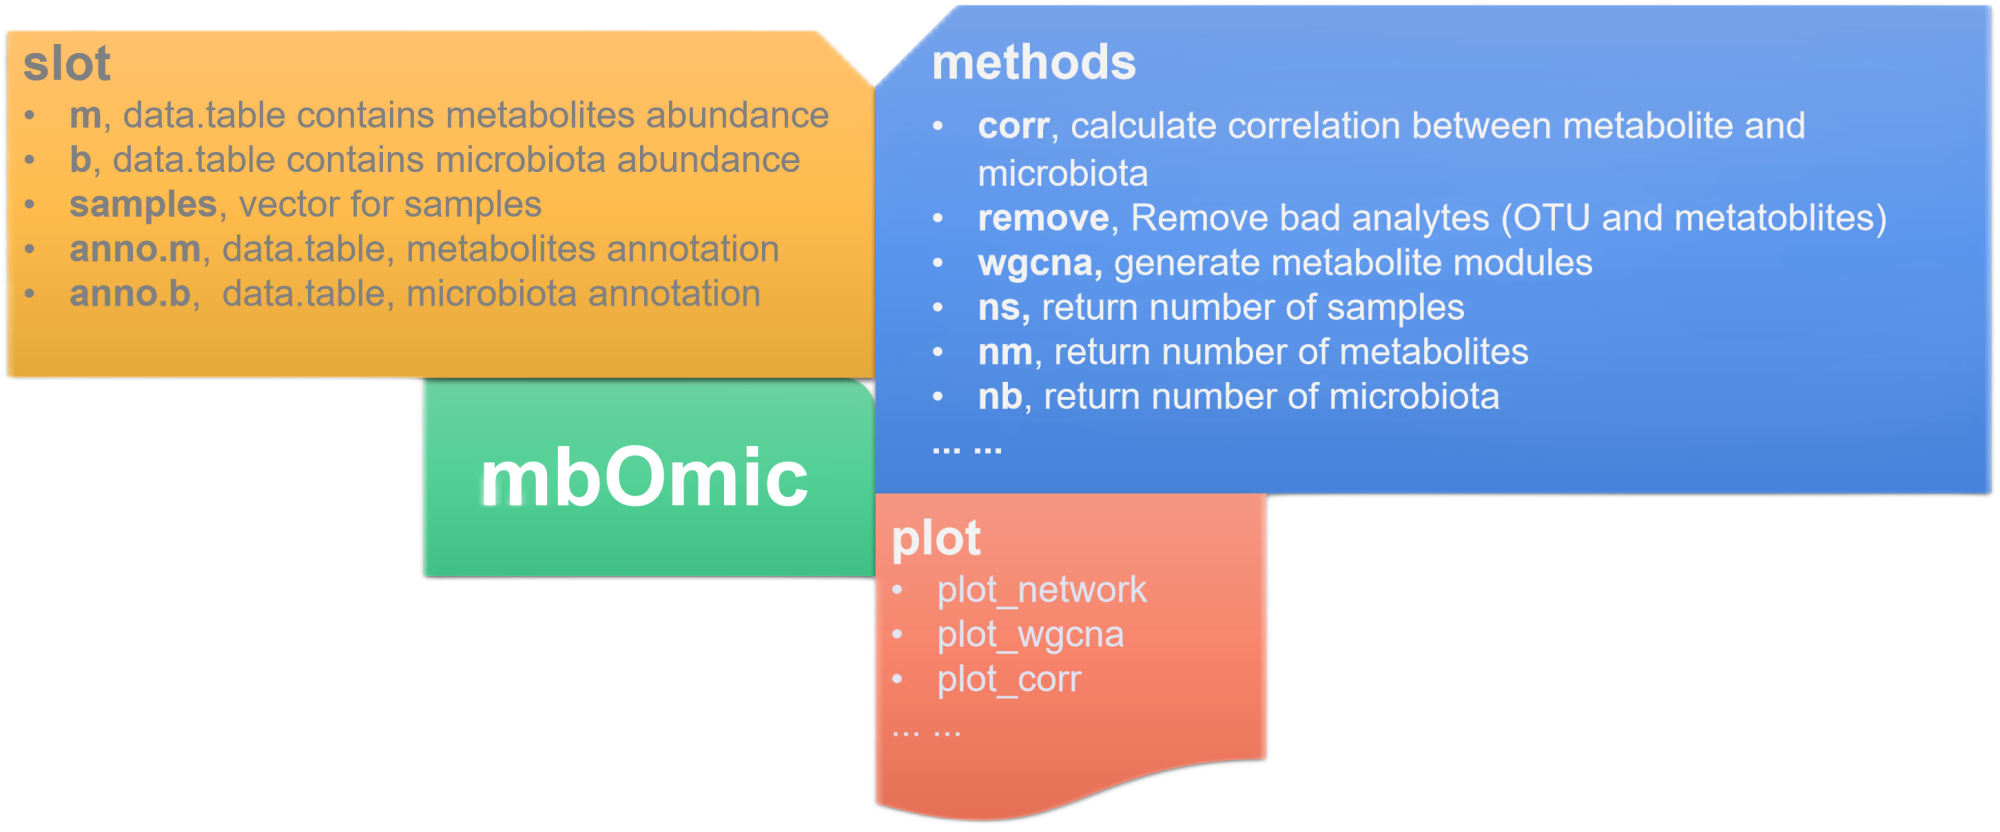 slot
• m, data.table contains metabolites abundance
• b, data.table contains microbiota abundance
• samples, vector for samples
• anno.m, data.table, metabolites annotation
• anno.b, data.table, microbiota annotation
methods
• corr, calculate correlation between metabolite and
microbiota
• remove, Remove bad analytes (OTU and metatoblites)
• wgcna, generate metabolite modules
• ns, return number of samples
• nm, return number of metabolites
• nb, return number of microbiota
... ...
mbOmic
plot
• plot_network
• plot_wgcna
• plot_corr
... ...